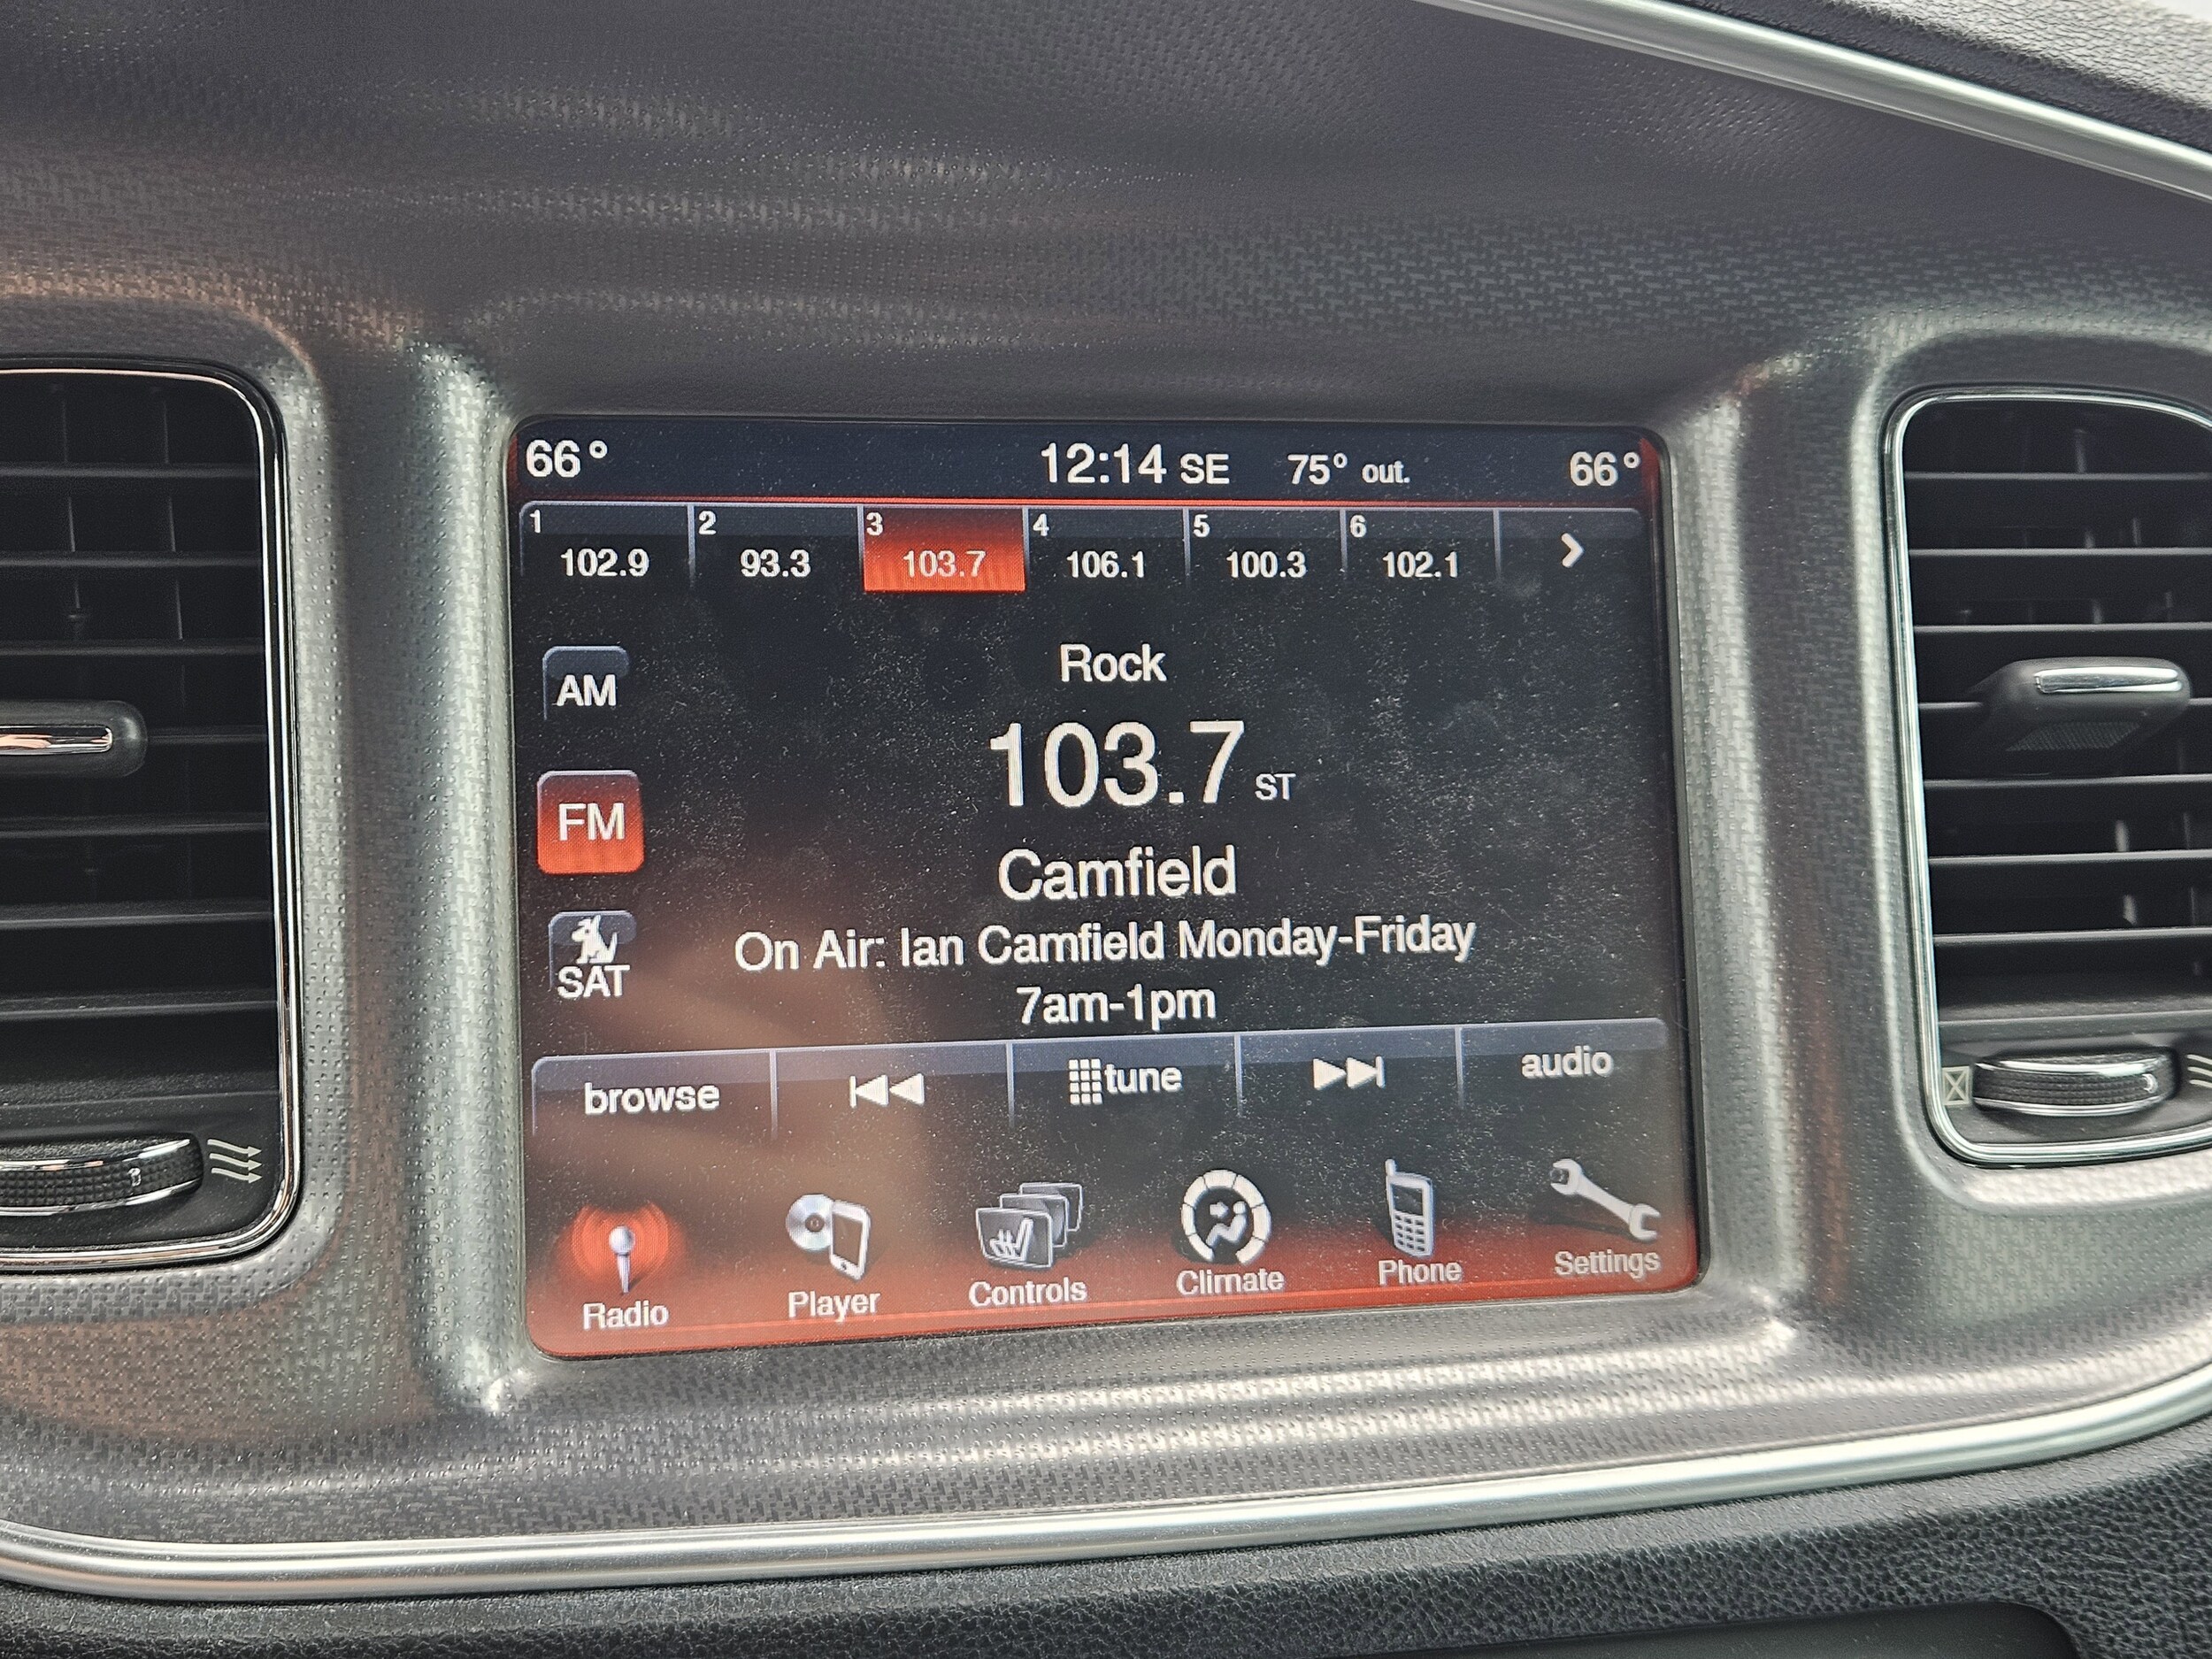 66° 12:14 SE 75° out. 66°
1 2 3 4 5 6
102.9 93.3 103.7 106.1 100.3 102.1
Rock
AM
103.7 ST
FM
Camfield
On Air: Ian Camfield Monday-Friday
SAT
7am-1pm
browse tune audio
Radio Player Controls Climate Phone Settings